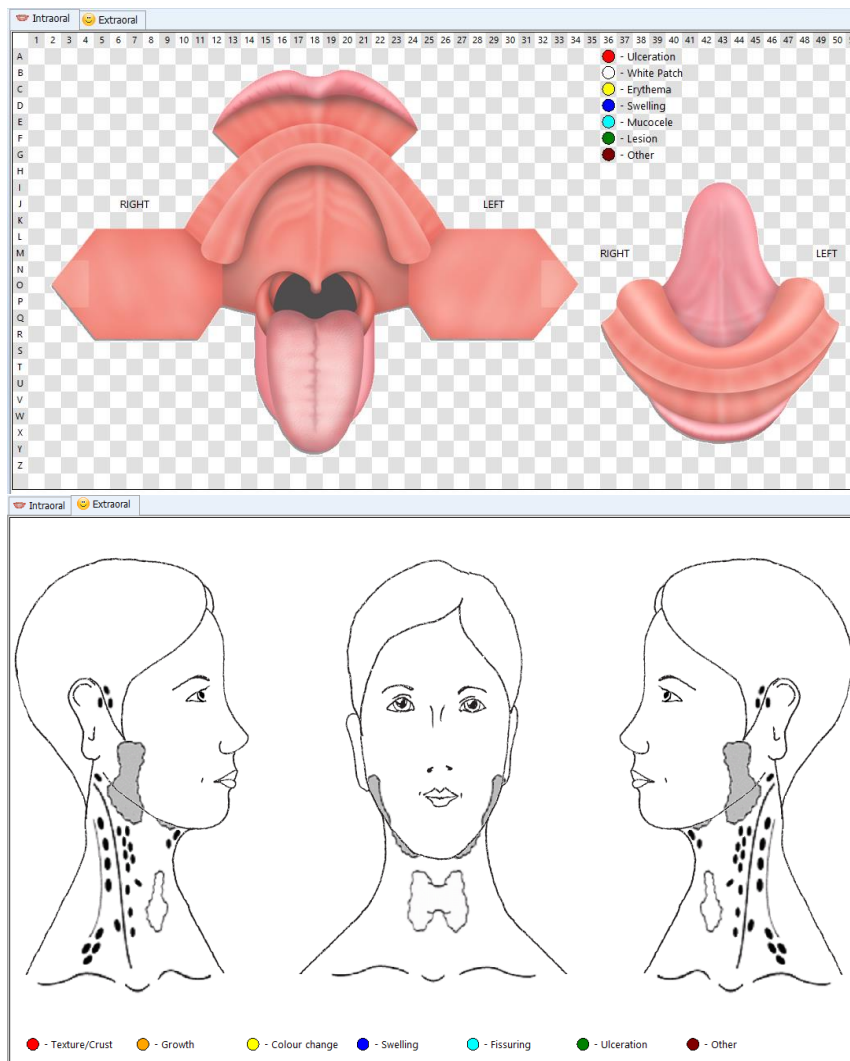 Intraoral Extraoral
1 2 3 4 5 6 7 8 9 10 11 12 13 14 15 16 17 18 19 20 21 22 23 24 25 26 27 28 29 30 31 32 33 34 35 36 37 38 39 40 41 42 43 44 45 46 47 48 49 50
A - Ulceration
B - White Patch
C - Erythema
D - Swelling
E - Mucocele
F - Lesion
G - Other
H
I
J RIGHT LEFT
K
L
M RIGHT LEFT
N
O
P
Q
R
S
T
U
V
W
X
Y
Z
Intraoral Extraoral
- Texture/Crust - Growth - Colour change - Swelling - Fissuring - Ulceration - Other